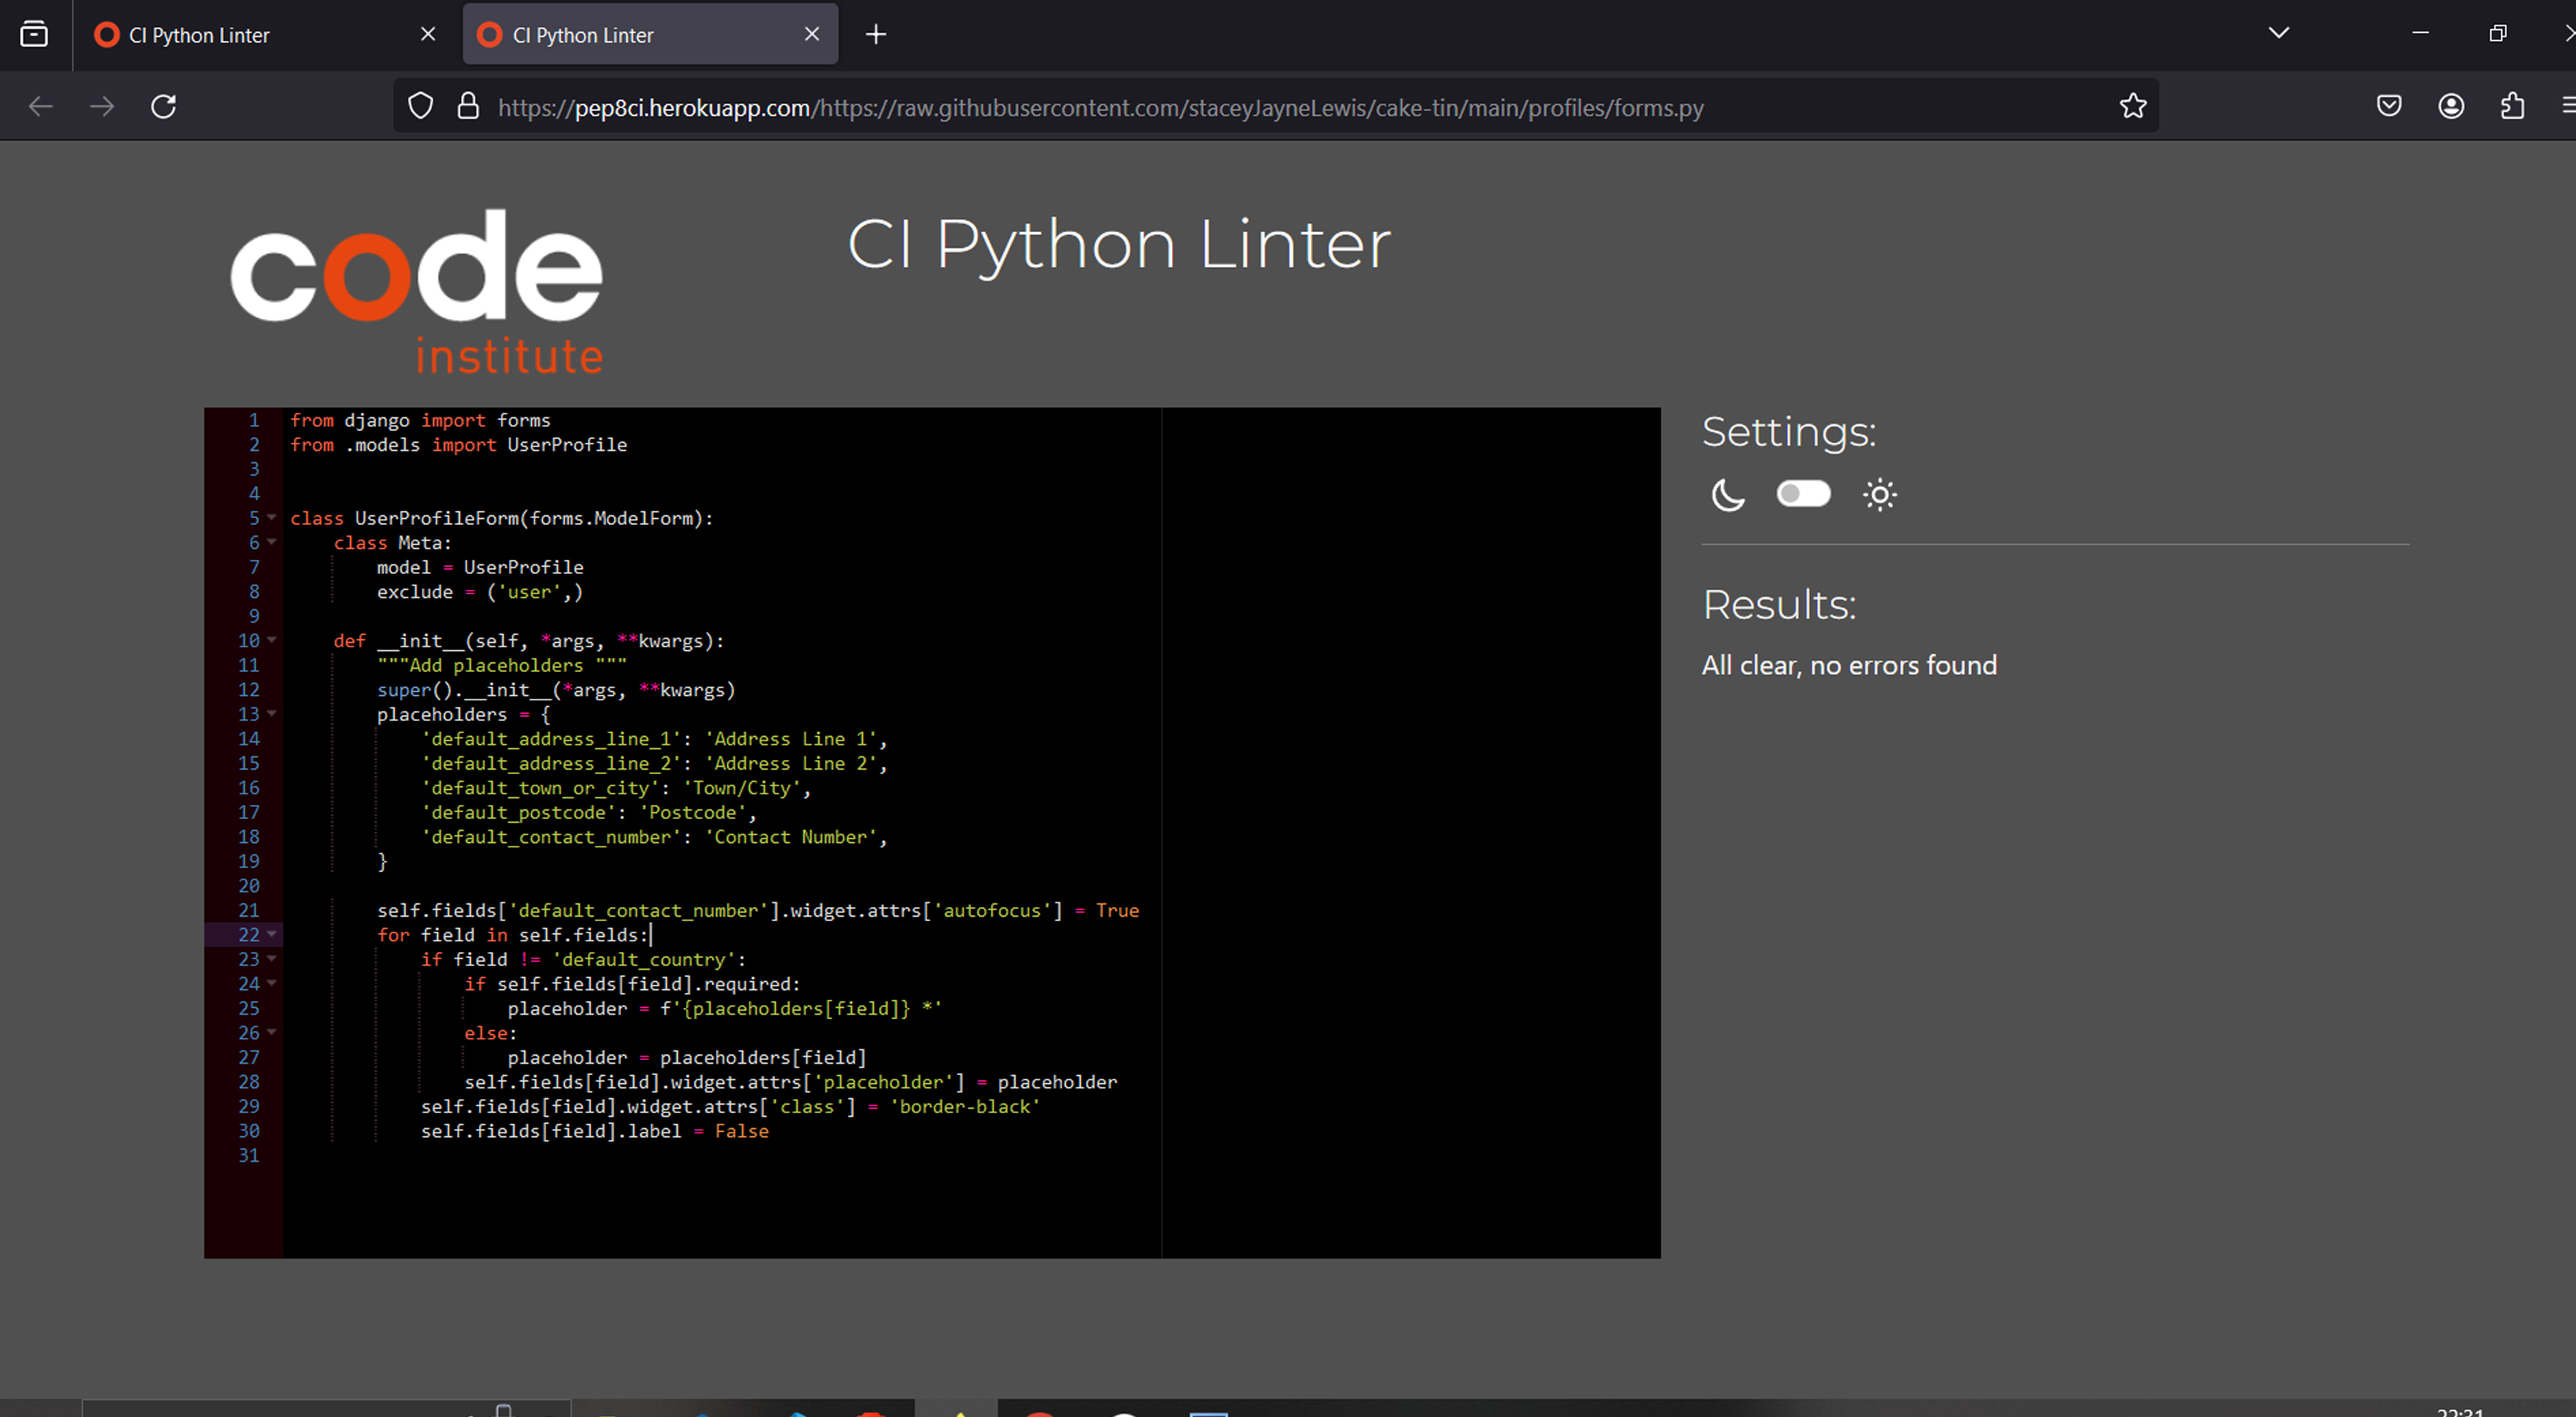 CI Python Linter
CI Python Linter
https://pep8ci.herokuapp.com/https://raw.githubusercontent.com/staceyJayneLewis/cake-tin/main/profiles/forms.py
code
institute
CI Python Linter
1 from django import forms
2 from .models import UserProfile
3
4
5 class UserProfileForm(forms.ModelForm):
6     class Meta:
7         model = UserProfile
8         exclude = ('user',)
9
10     def __init__(self, *args, **kwargs):
11         """Add placeholders """
12         super().__init__(*args, **kwargs)
13         placeholders = {
14             'default_address_line_1': 'Address Line 1',
15             'default_address_line_2': 'Address Line 2',
16             'default_town_or_city': 'Town/City',
17             'default_postcode': 'Postcode',
18             'default_contact_number': 'Contact Number',
19         }
20
21         self.fields['default_contact_number'].widget.attrs['autofocus'] = True
22         for field in self.fields:
23             if field != 'default_country':
24                 if self.fields[field].required:
25                     placeholder = f'{placeholders[field]} *'
26                 else:
27                     placeholder = placeholders[field]
28                 self.fields[field].widget.attrs['placeholder'] = placeholder
29             self.fields[field].widget.attrs['class'] = 'border-black'
30             self.fields[field].label = False
31
Settings:
Results:
All clear, no errors found
22:31